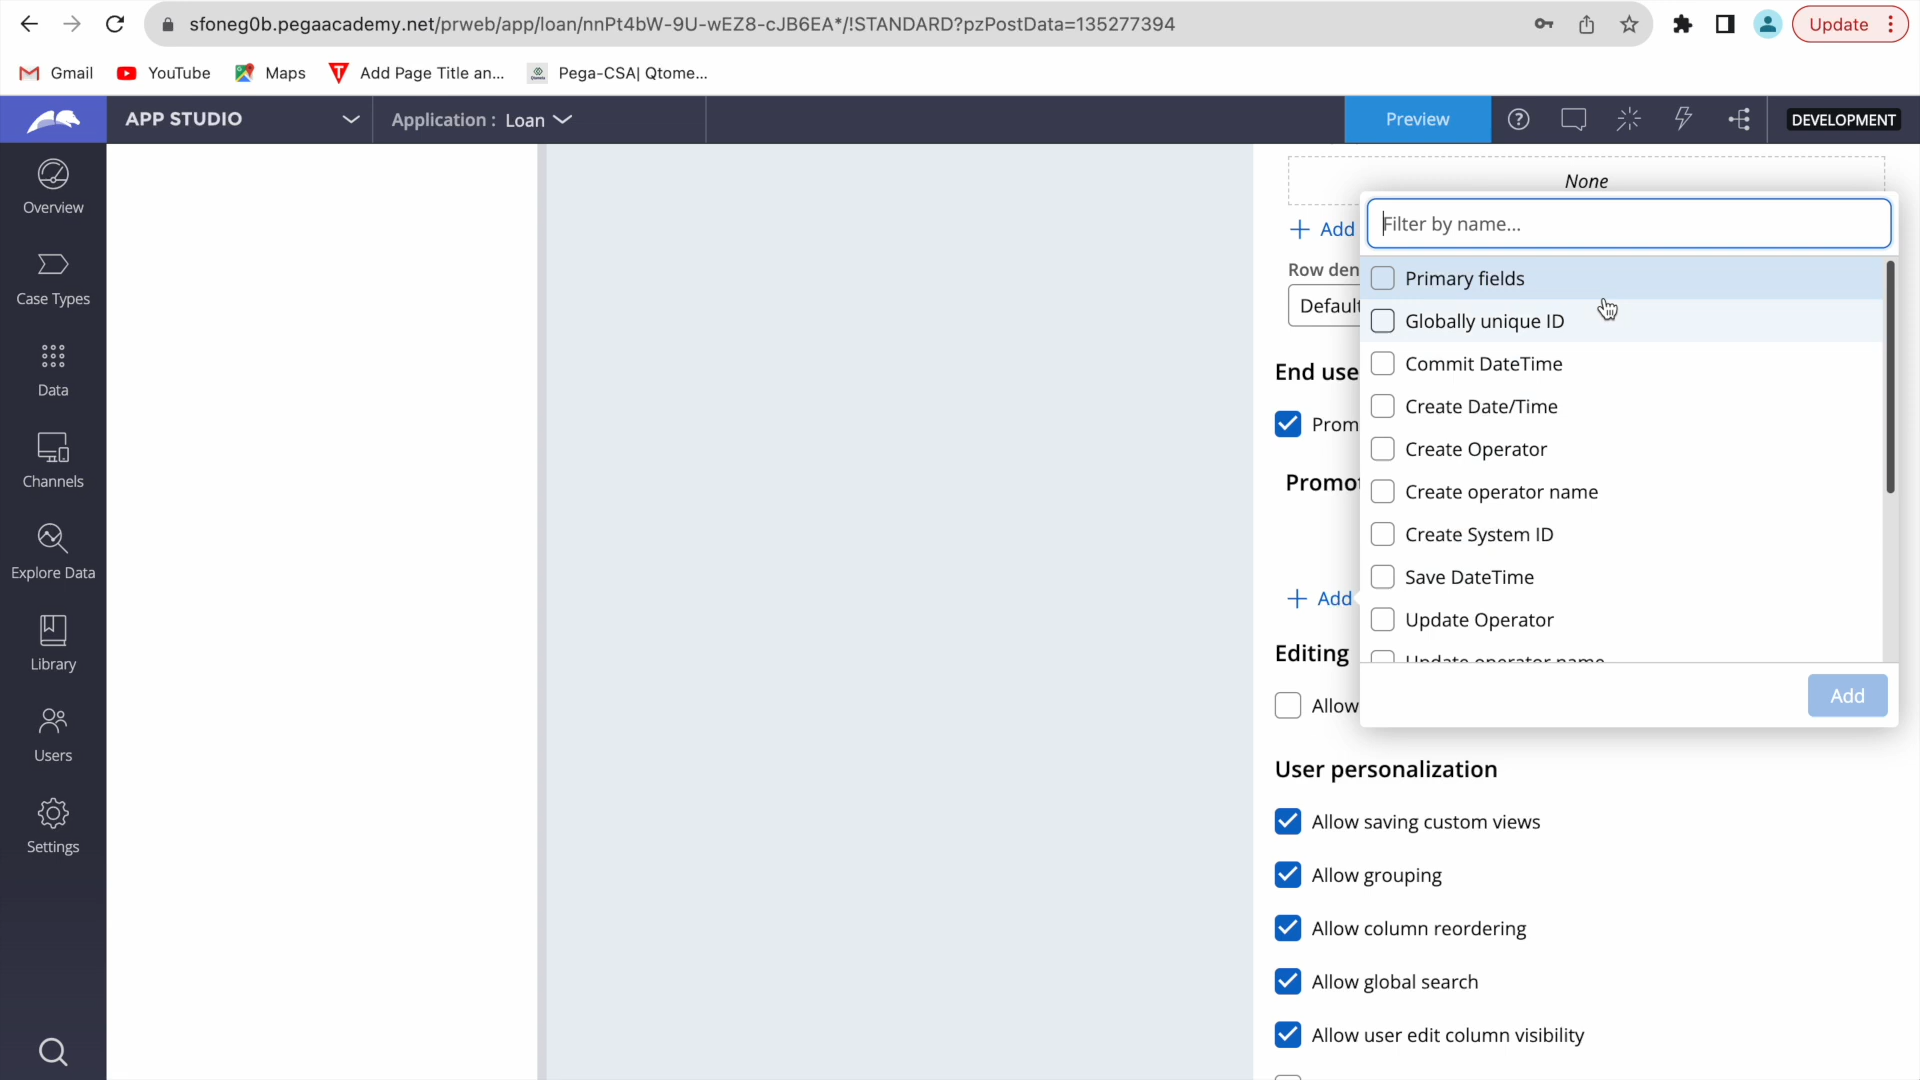 sfoneg0b.pegaacademy.net/prweb/app/loan/nnPt4bW-9U-wEZ8-cJB6EA*/!STANDARD?pzPostData=135277394
Update
Gmail
YouTube
Maps
Add Page Title an...
Pega-CSA| Qtome...
APP STUDIO
Application : Loan
Preview
DEVELOPMENT
Overview
Case Types
Data
Channels
Explore Data
Library
Users
Settings
None
Add
Row den
Default
End use
Prom
Promo
Add
Editing
Allow
Filter by name...
Primary fields
Globally unique ID
Commit DateTime
Create Date/Time
Create Operator
Create operator name
Create System ID
Save DateTime
Update Operator
Update operator name
Add
User personalization
Allow saving custom views
Allow grouping
Allow column reordering
Allow global search
Allow user edit column visibility